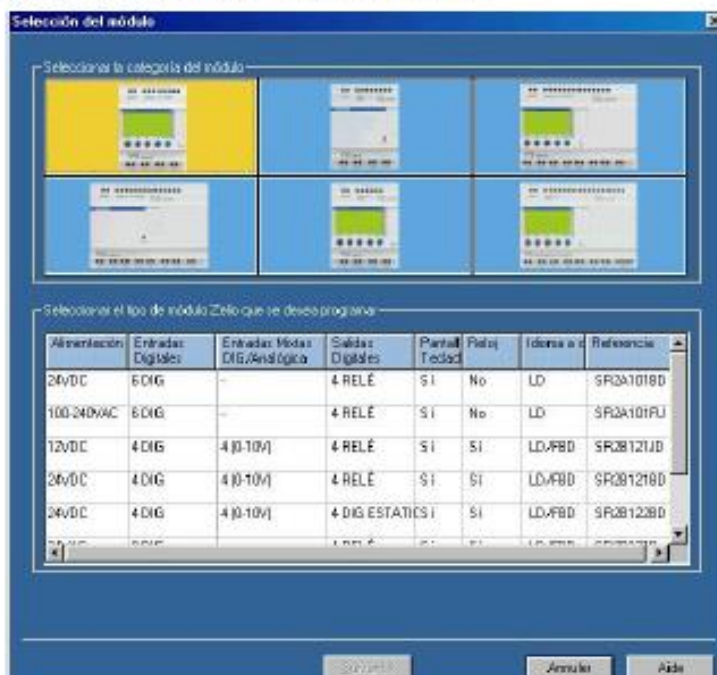 Selección del módulo
Seleccionar la categoría del módulo
Seleccionar el tipo de módulo Zelio que se desea programar
Alimentación Entradas Digitales Entradas Mixtas DIG./Analógica Salidas Digitales Pantall Teclad Reloj Idioma a c Referencia
24VDC 6 DIG - 4 RELÉ Sí No LD SR2A101BD
100-240VAC 6 DIG - 4 RELÉ Sí No LD SR2A101FU
12VDC 4 DIG 4 (0-10V) 4 RELÉ Sí Sí LD/FBD SR2B121JD
24VDC 4 DIG 4 (0-10V) 4 RELÉ Sí Sí LD/FBD SR2B121BD
24VDC 4 DIG 4 (0-10V) 4 DIG ESTATICS Sí Sí LD/FBD SR2B122BD
Annuler Aide